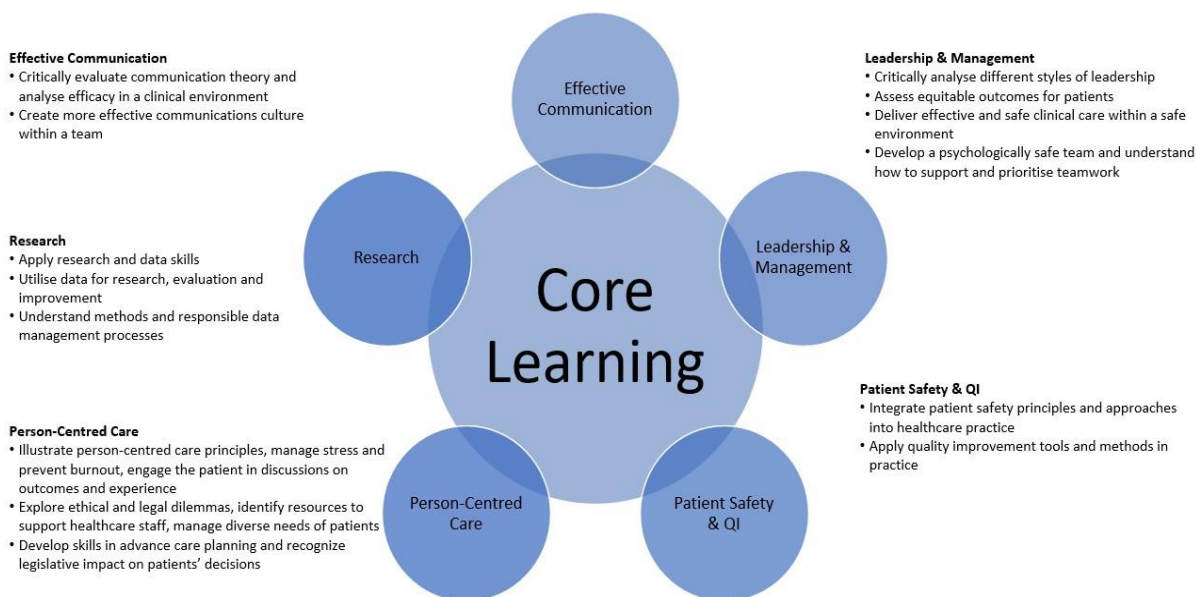 Effective Communication
• Critically evaluate communication theory and
analyse efficacy in a clinical environment
• Create more effective communications culture
within a team
Research
• Apply research and data skills
• Utilise data for research, evaluation and
improvement
• Understand methods and responsible data
management processes
Person-Centred Care
• Illustrate person-centred care principles, manage stress and
prevent burnout, engage the patient in discussions on
outcomes and experience
• Explore ethical and legal dilemmas, identify resources to
support healthcare staff, manage diverse needs of patients
• Develop skills in advance care planning and recognize
legislative impact on patients’ decisions
Effective
Communication
Research
Leadership &
Management
Core
Learning
Person-Centred
Care
Patient Safety
& QI
Leadership & Management
• Critically analyse different styles of leadership
• Assess equitable outcomes for patients
• Deliver effective and safe clinical care within a safe
environment
• Develop a psychologically safe team and understand
how to support and prioritise teamwork
Patient Safety & QI
• Integrate patient safety principles and approaches
into healthcare practice
• Apply quality improvement tools and methods in
practice